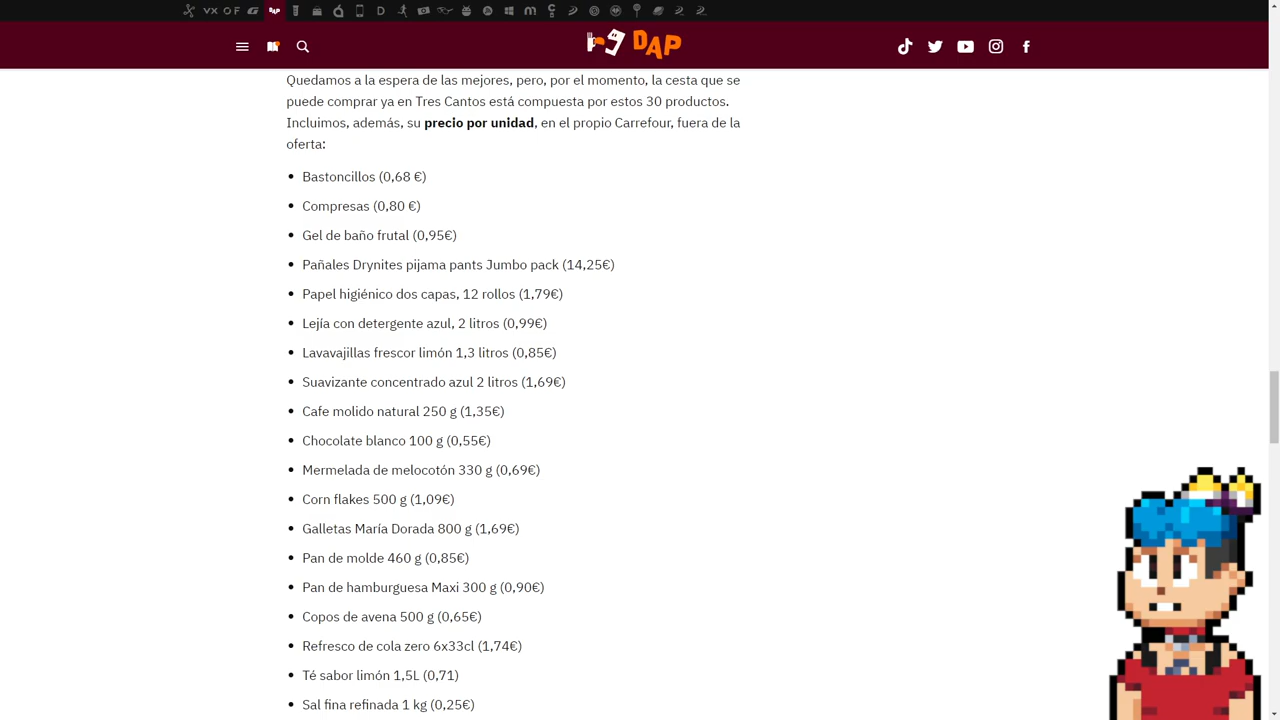 DAP
DAP
Quedamos a la espera de las mejores, pero, por el momento, la cesta que se
puede comprar ya en Tres Cantos está compuesta por estos 30 productos.
Incluimos, además, su precio por unidad, en el propio Carrefour, fuera de la
oferta:
Bastoncillos (0,68 €)
Compresas (0,80 €)
Gel de baño frutal (0,95€)
Pañales Drynites pijama pants Jumbo pack (14,25€)
Papel higiénico dos capas, 12 rollos (1,79€)
Lejía con detergente azul, 2 litros (0,99€)
Lavavajillas frescor limón 1,3 litros (0,85€)
Suavizante concentrado azul 2 litros (1,69€)
Cafe molido natural 250 g (1,35€)
Chocolate blanco 100 g (0,55€)
Mermelada de melocotón 330 g (0,69€)
Corn flakes 500 g (1,09€)
Galletas María Dorada 800 g (1,69€)
Pan de molde 460 g (0,85€)
Pan de hamburguesa Maxi 300 g (0,90€)
Copos de avena 500 g (0,65€)
Refresco de cola zero 6x33cl (1,74€)
Té sabor limón 1,5L (0,71)
Sal fina refinada 1 kg (0,25€)